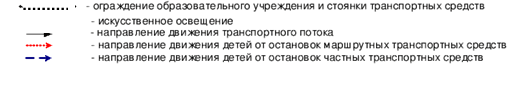 - ограждение образовательного учреждения и стоянки транспортных средств
- искусственное освещение
- направление движения транспортного потока
- направление движения детей от остановок маршрутных транспортных средств
- направление движения детей от остановок частных транспортных средств